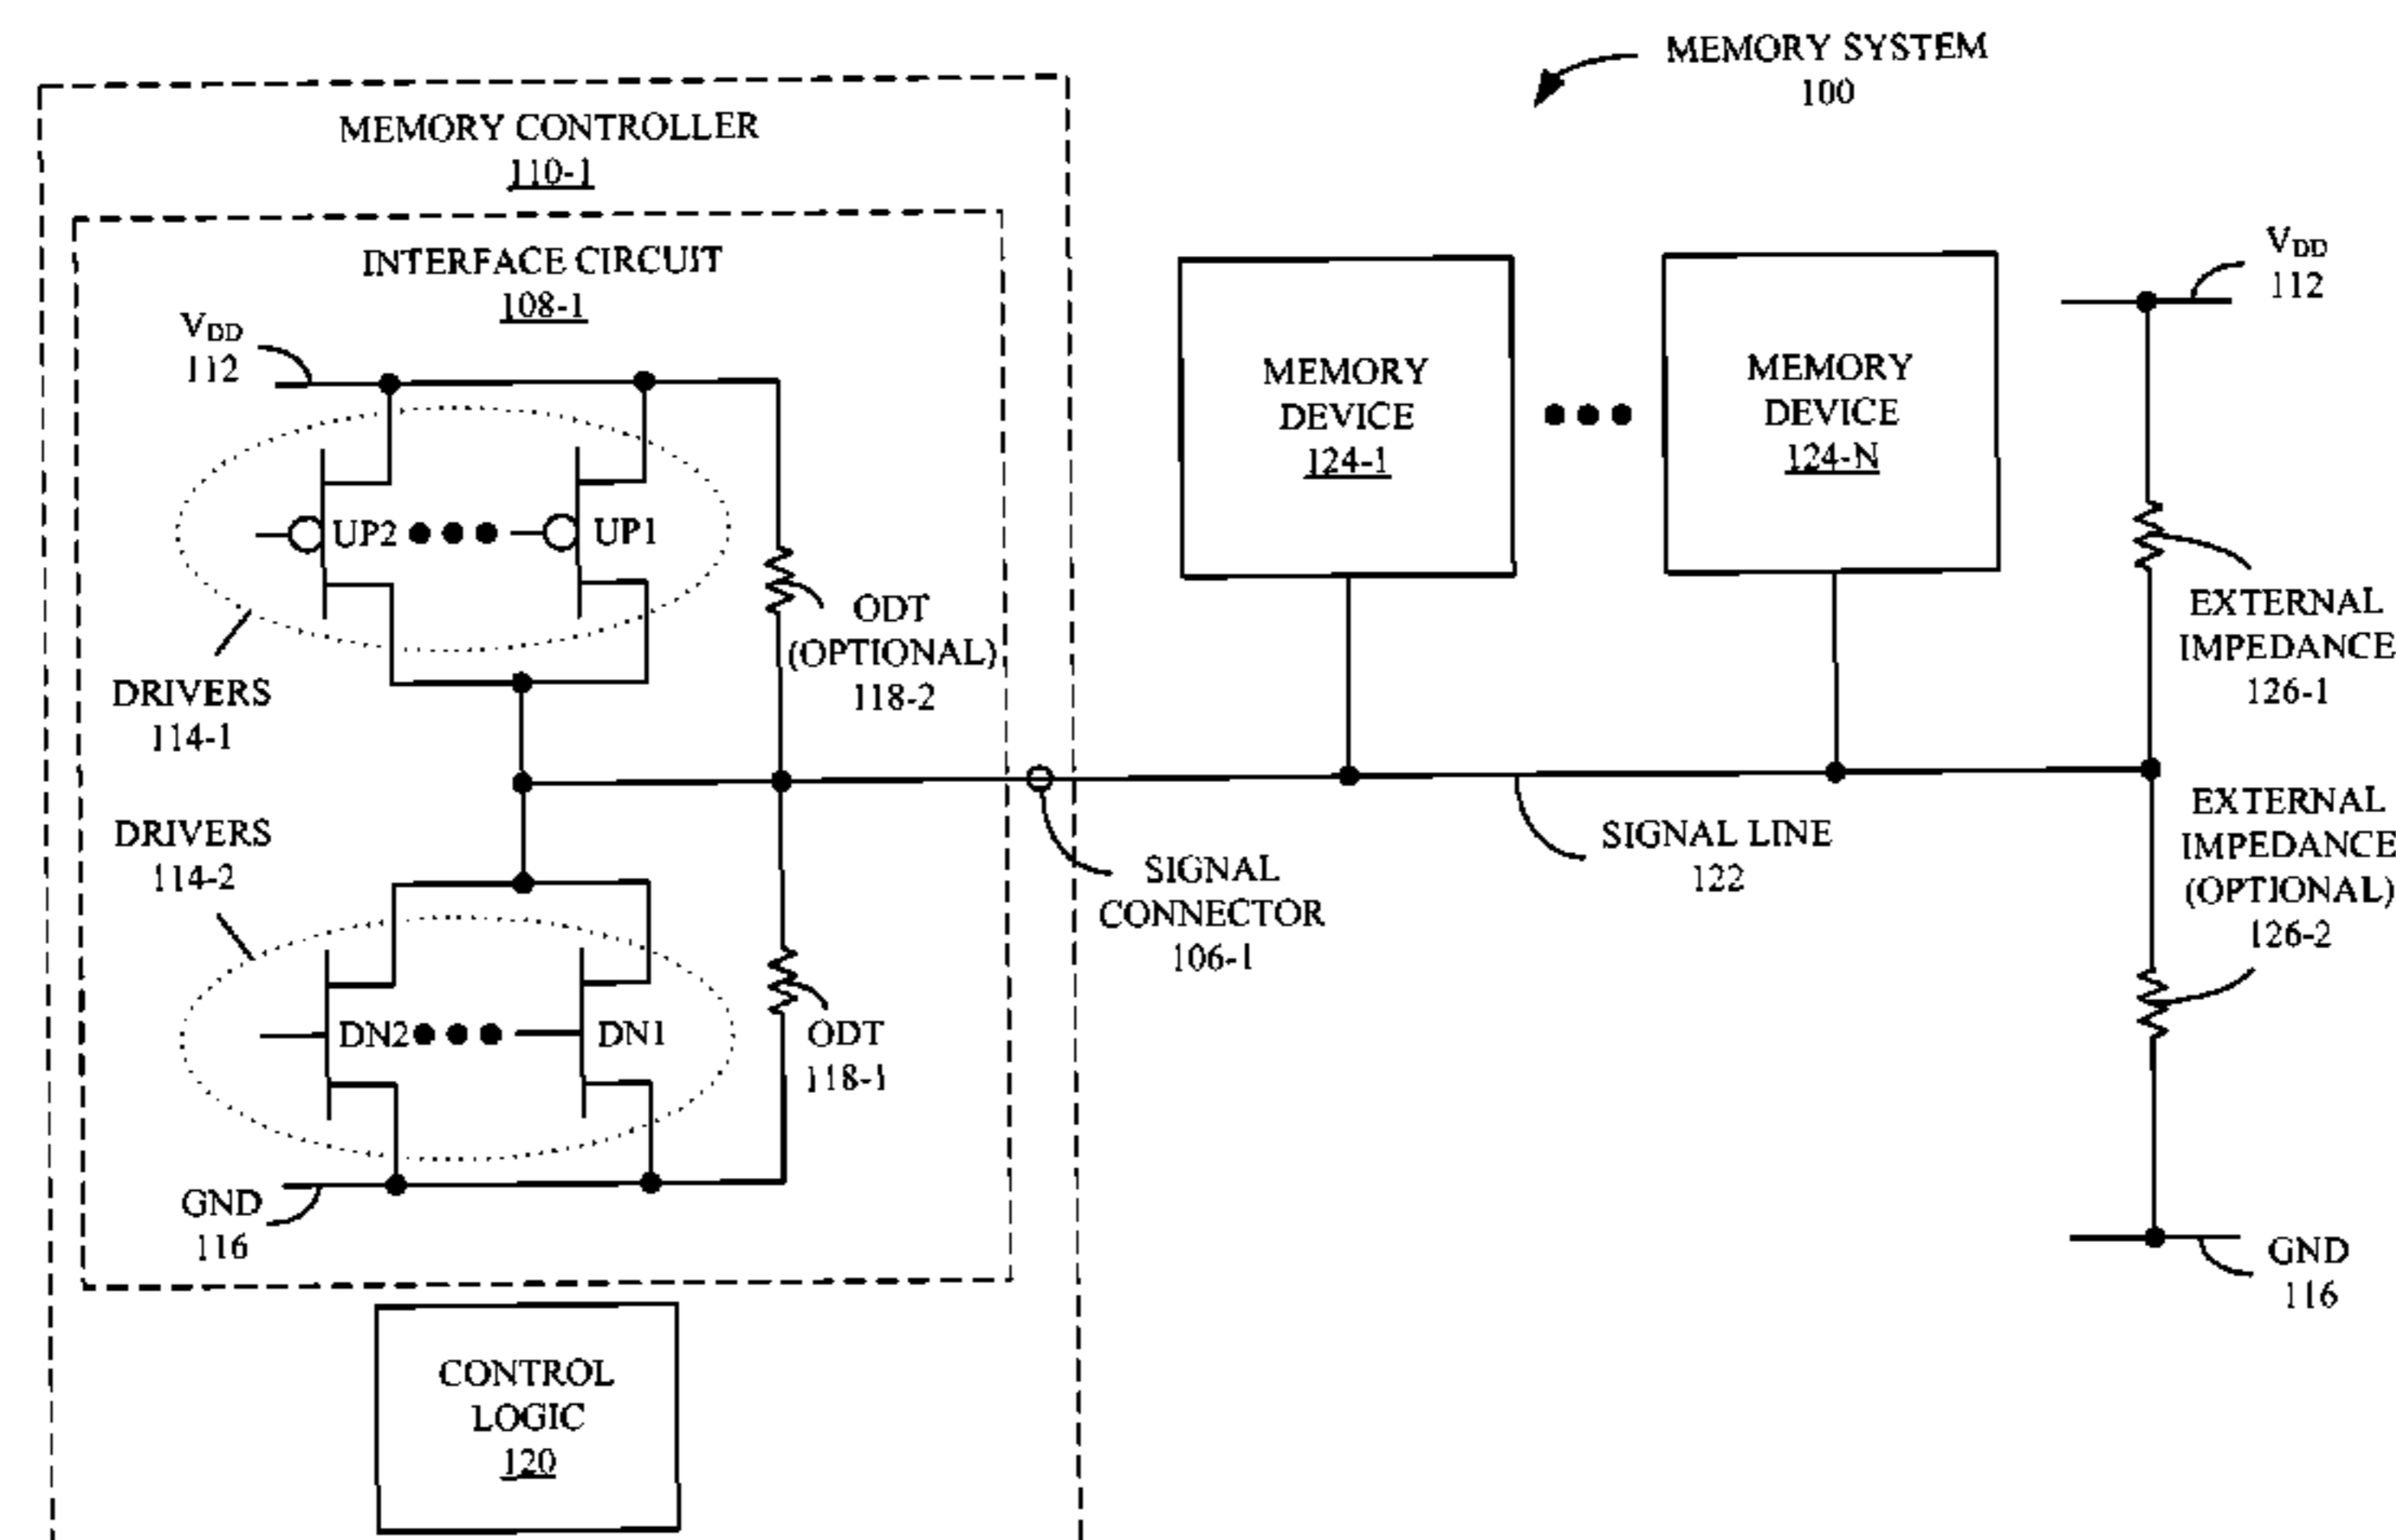 MEMORY SYSTEM
100
MEMORY CONTROLLER
110-1
INTERFACE CIRCUIT
108-1
VDD
112
UP2
UP1
DRIVERS
114-1
ODT
(OPTIONAL)
118-2
DRIVERS
114-2
DN2
DN1
ODT
118-1
GND
116
CONTROL
LOGIC
120
SIGNAL
CONNECTOR
106-1
MEMORY
DEVICE
124-1
MEMORY
DEVICE
124-N
SIGNAL LINE
122
VDD
112
EXTERNAL
IMPEDANCE
126-1
EXTERNAL
IMPEDANCE
(OPTIONAL)
126-2
GND
116